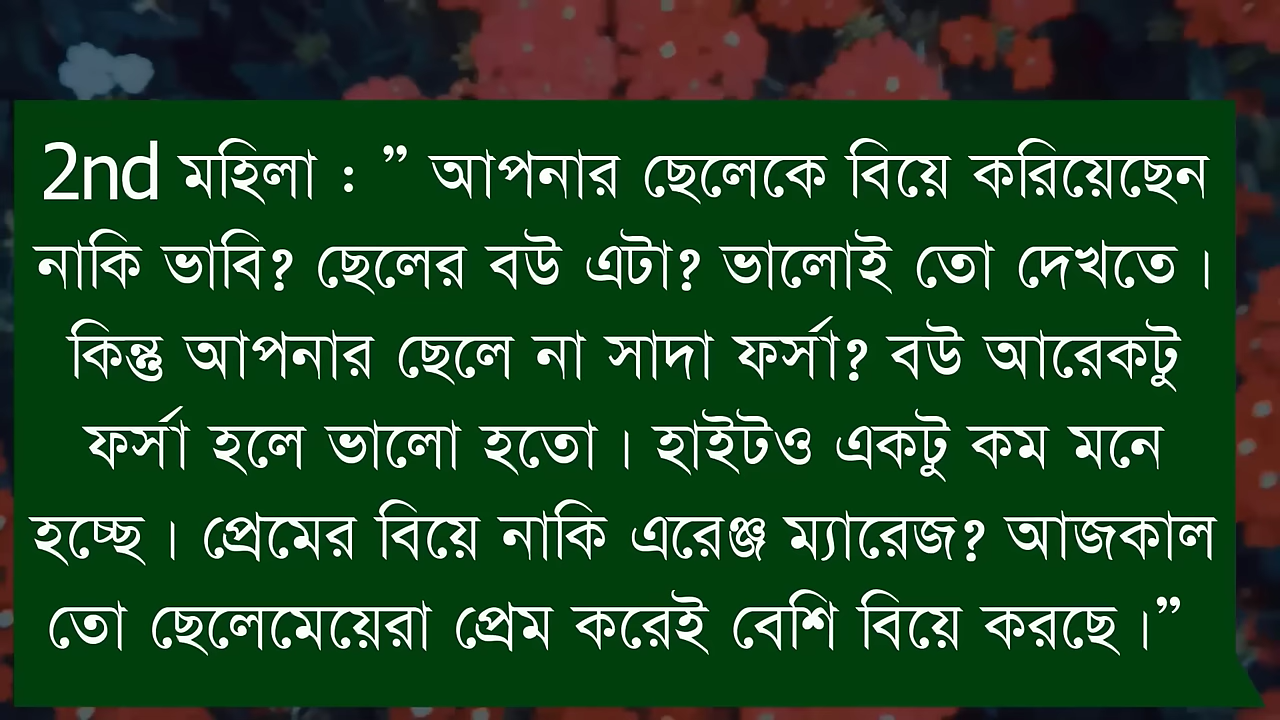 2nd মহিলা : ” আপনার ছেলেকে বিয়ে করিয়েছেন
নাকি ভাবি? ছেলের বউ এটা? ভালোই তো দেখতে।
কিন্তু আপনার ছেলে না সাদা ফর্সা? বউ আরেকটু
ফর্সা হলে ভালো হতো। হাইটও একটু কম মনে
হচ্ছে। প্রেমের বিয়ে নাকি এরেঞ্জ ম্যারেজ? আজকাল
তো ছেলেমেয়েরা প্রেম করেই বেশি বিয়ে করছে।”